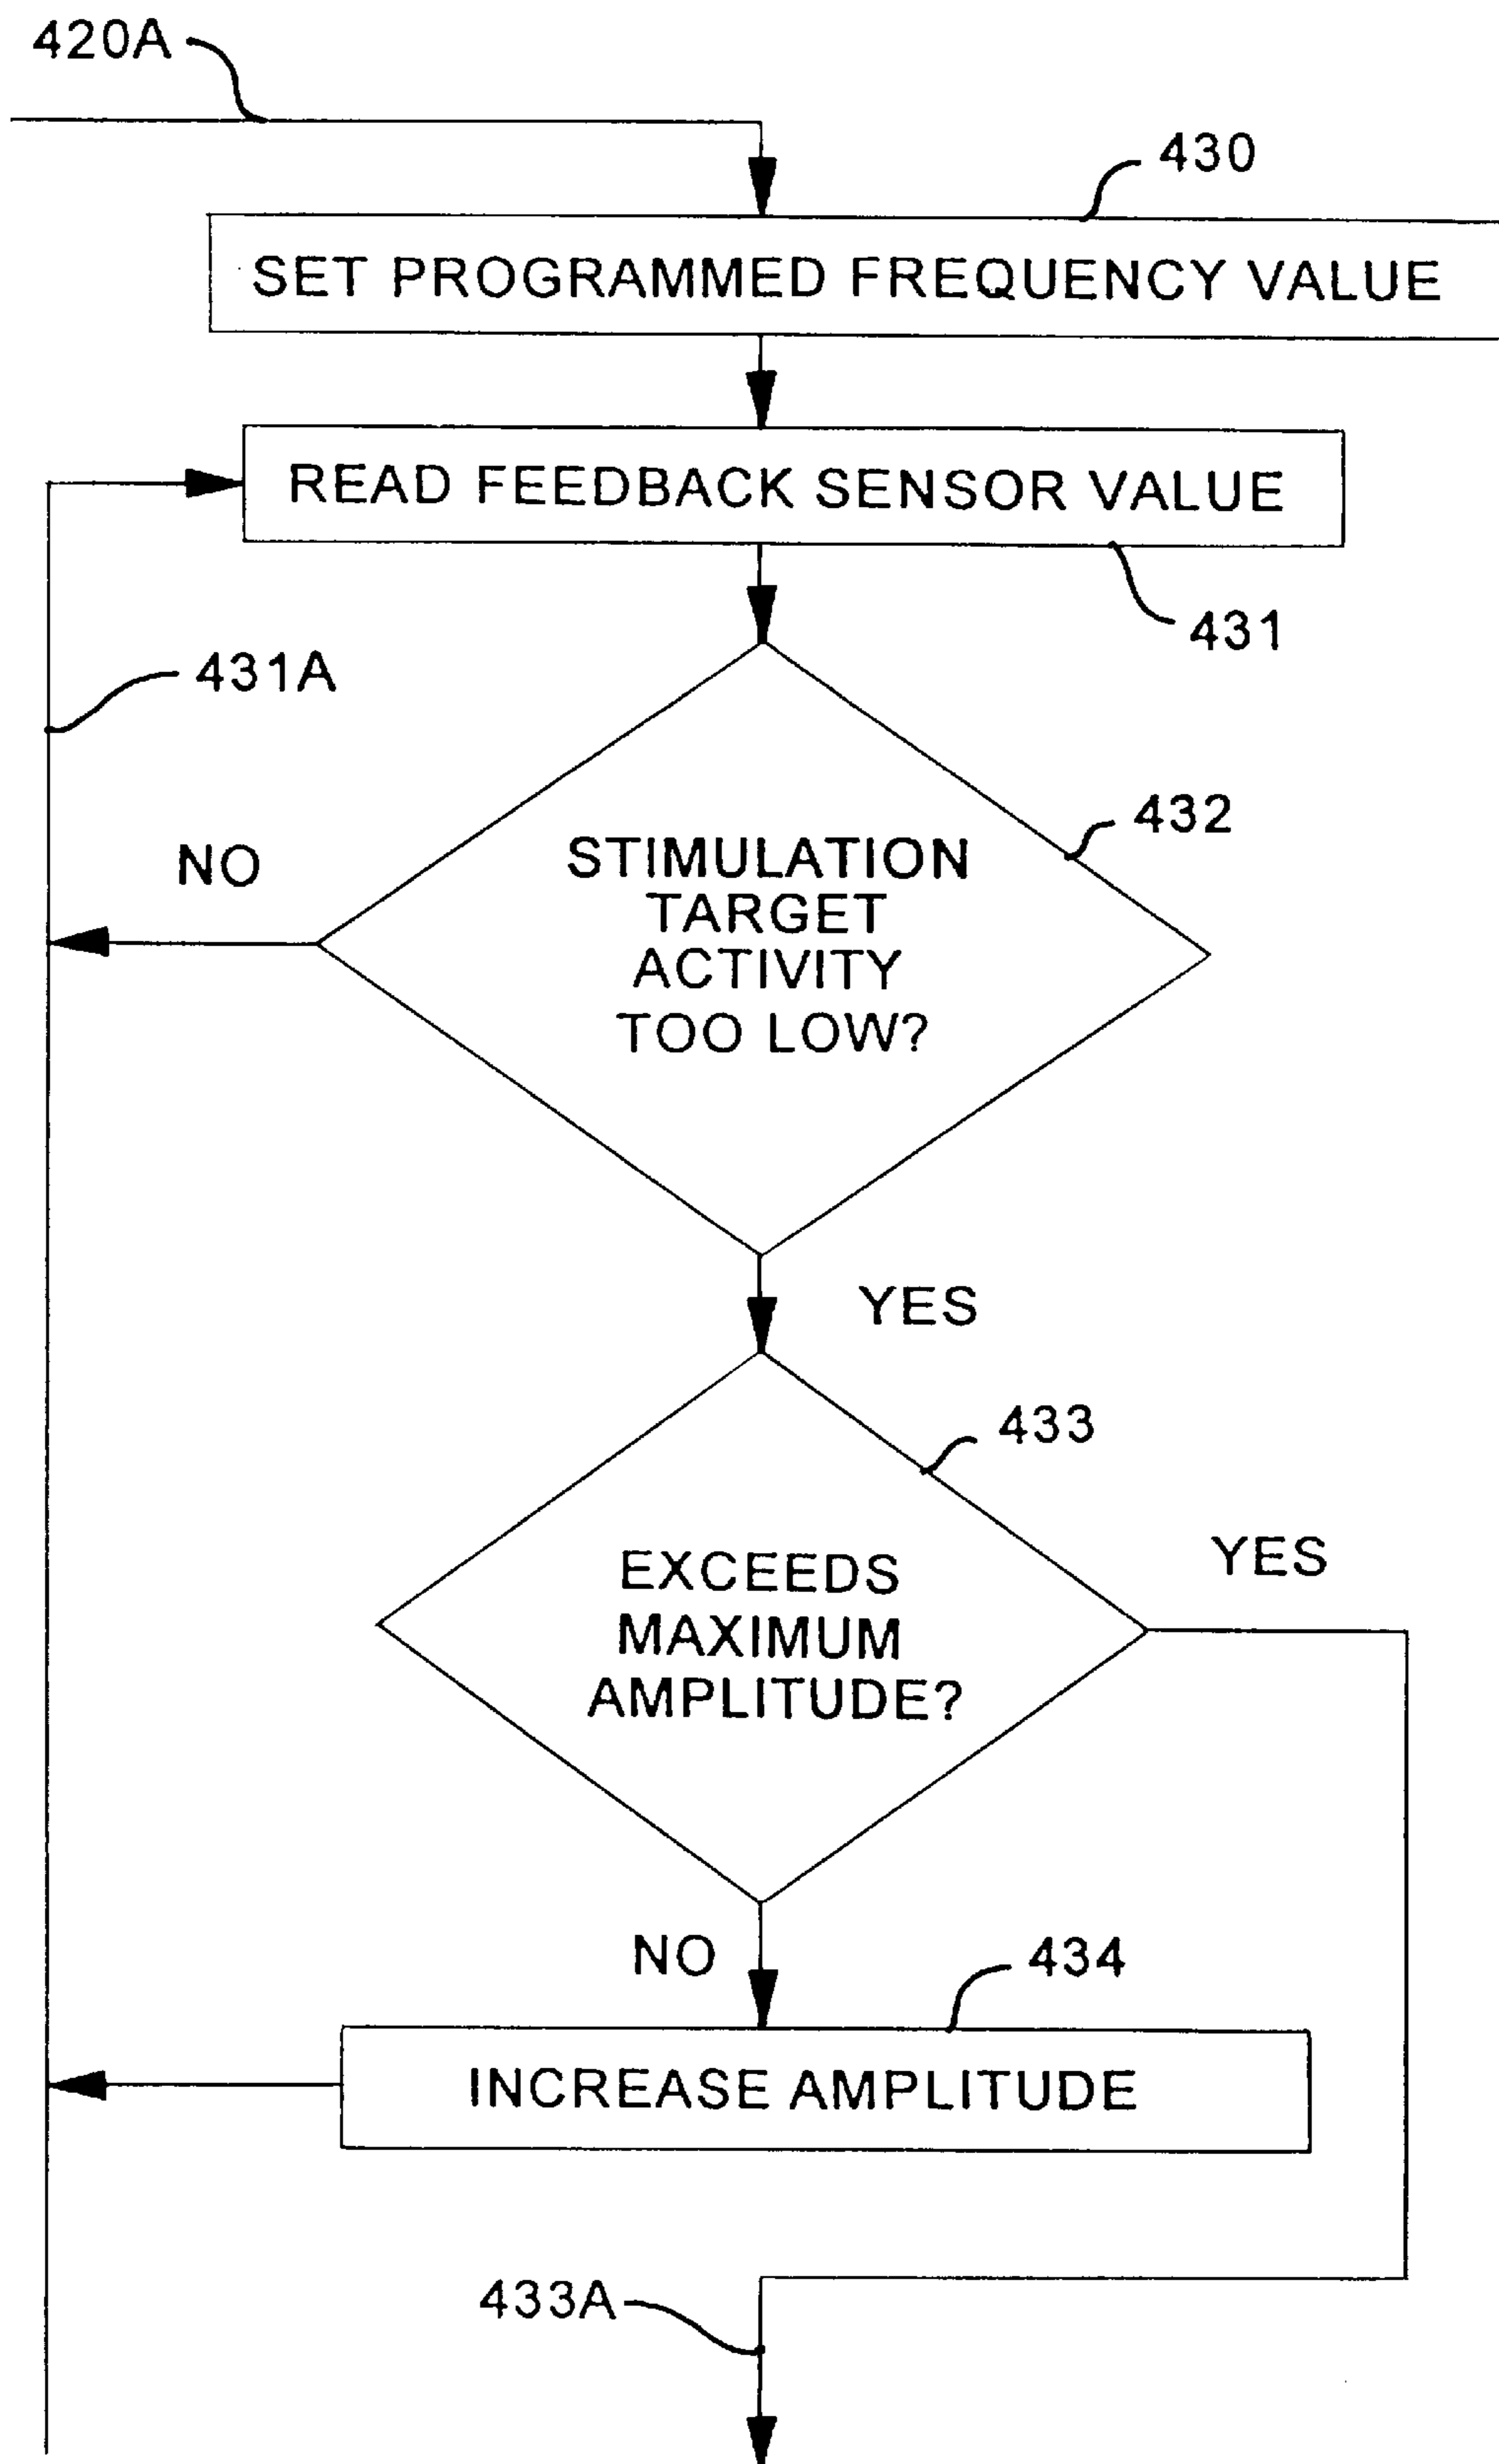 420A
430
SET PROGRAMMED FREQUENCY VALUE
READ FEEDBACK SENSOR VALUE
431
431A
432
NO
STIMULATION
TARGET
ACTIVITY
TOO LOW?
YES
433
YES
EXCEEDS
MAXIMUM
AMPLITUDE?
NO
434
INCREASE AMPLITUDE
433A